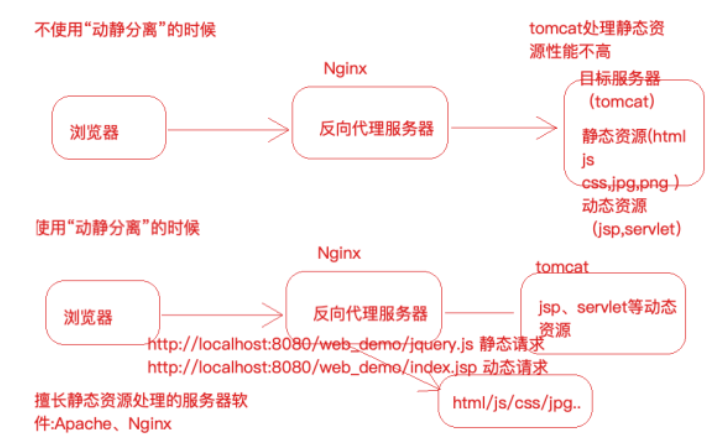 不使用“动静分离”的时候
tomcat处理静态资
源性能不高
Nginx
目标服务器
（tomcat）
浏览器
反向代理服务器
静态资源(html
js
css,jpg,png ）
动态资源
（jsp,servlet）
使用“动静分离”的时候
Nginx
tomcat
浏览器
反向代理服务器
jsp、servlet等动态
资源
http://localhost:8080/web_demo/jquery.js 静态请求
http://localhost:8080/web_demo/index.jsp 动态请求
擅长静态资源处理的服务器软
件:Apache、Nginx
html/js/css/jpg..